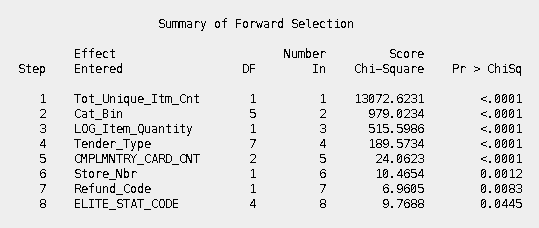 Summary of Forward Selection
Effect Number Score
Step Entered DF In Chi-Square Pr > ChiSq
1 Tot_Unique_Itm_Cnt 1 1 13072.6231 <.0001
2 Cat_Bin 5 2 979.0234 <.0001
3 LOG_Item_Quantity 1 3 515.5986 <.0001
4 Tender_Type 7 4 189.5734 <.0001
5 CMPLMNTRY_CARD_CNT 2 5 24.0623 <.0001
6 Store_Nbr 1 6 10.4654 0.0012
7 Refund_Code 1 7 6.9605 0.0083
8 ELITE_STAT_CODE 4 8 9.7688 0.0445